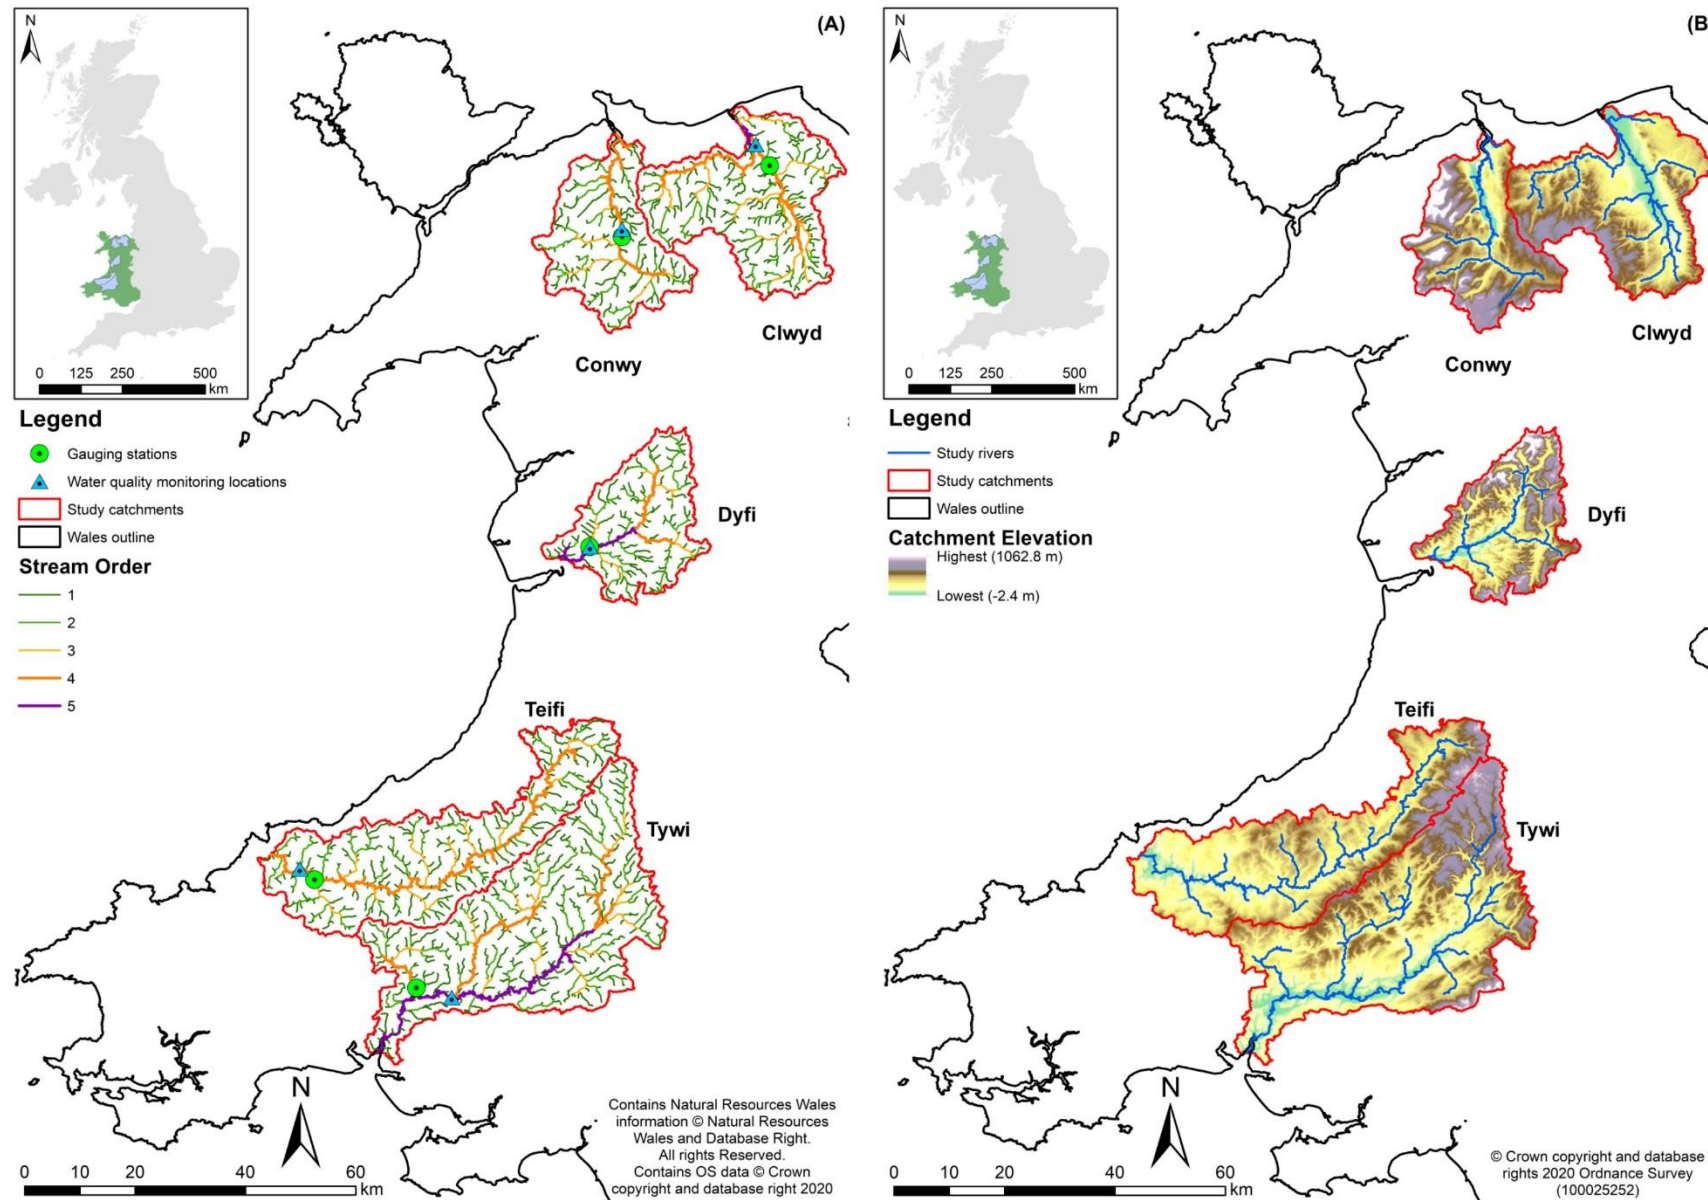 (A)
N
0 125 250 500
km
Legend
Gauging stations
Water quality monitoring locations
Study catchments
Wales outline
Stream Order
1
2
3
4
5
Clwyd
Conwy
Dyfi
Teifi
Tywi
N
0 10 20 40 60
km
Contains Natural Resources Wales
information © Natural Resources
Wales and Database Right.
All rights Reserved.
Contains OS data © Crown
copyright and database right 2020
(B
N
0 125 250 500
km
Legend
Study rivers
Study catchments
Wales outline
Catchment Elevation
Highest (1062.8 m)
Lowest (-2.4 m)
Clwyd
Conwy
Dyfi
Teifi
Tywi
N
0 10 20 40 60
km
© Crown copyright and database
rights 2020 Ordnance Survey
(100025252)